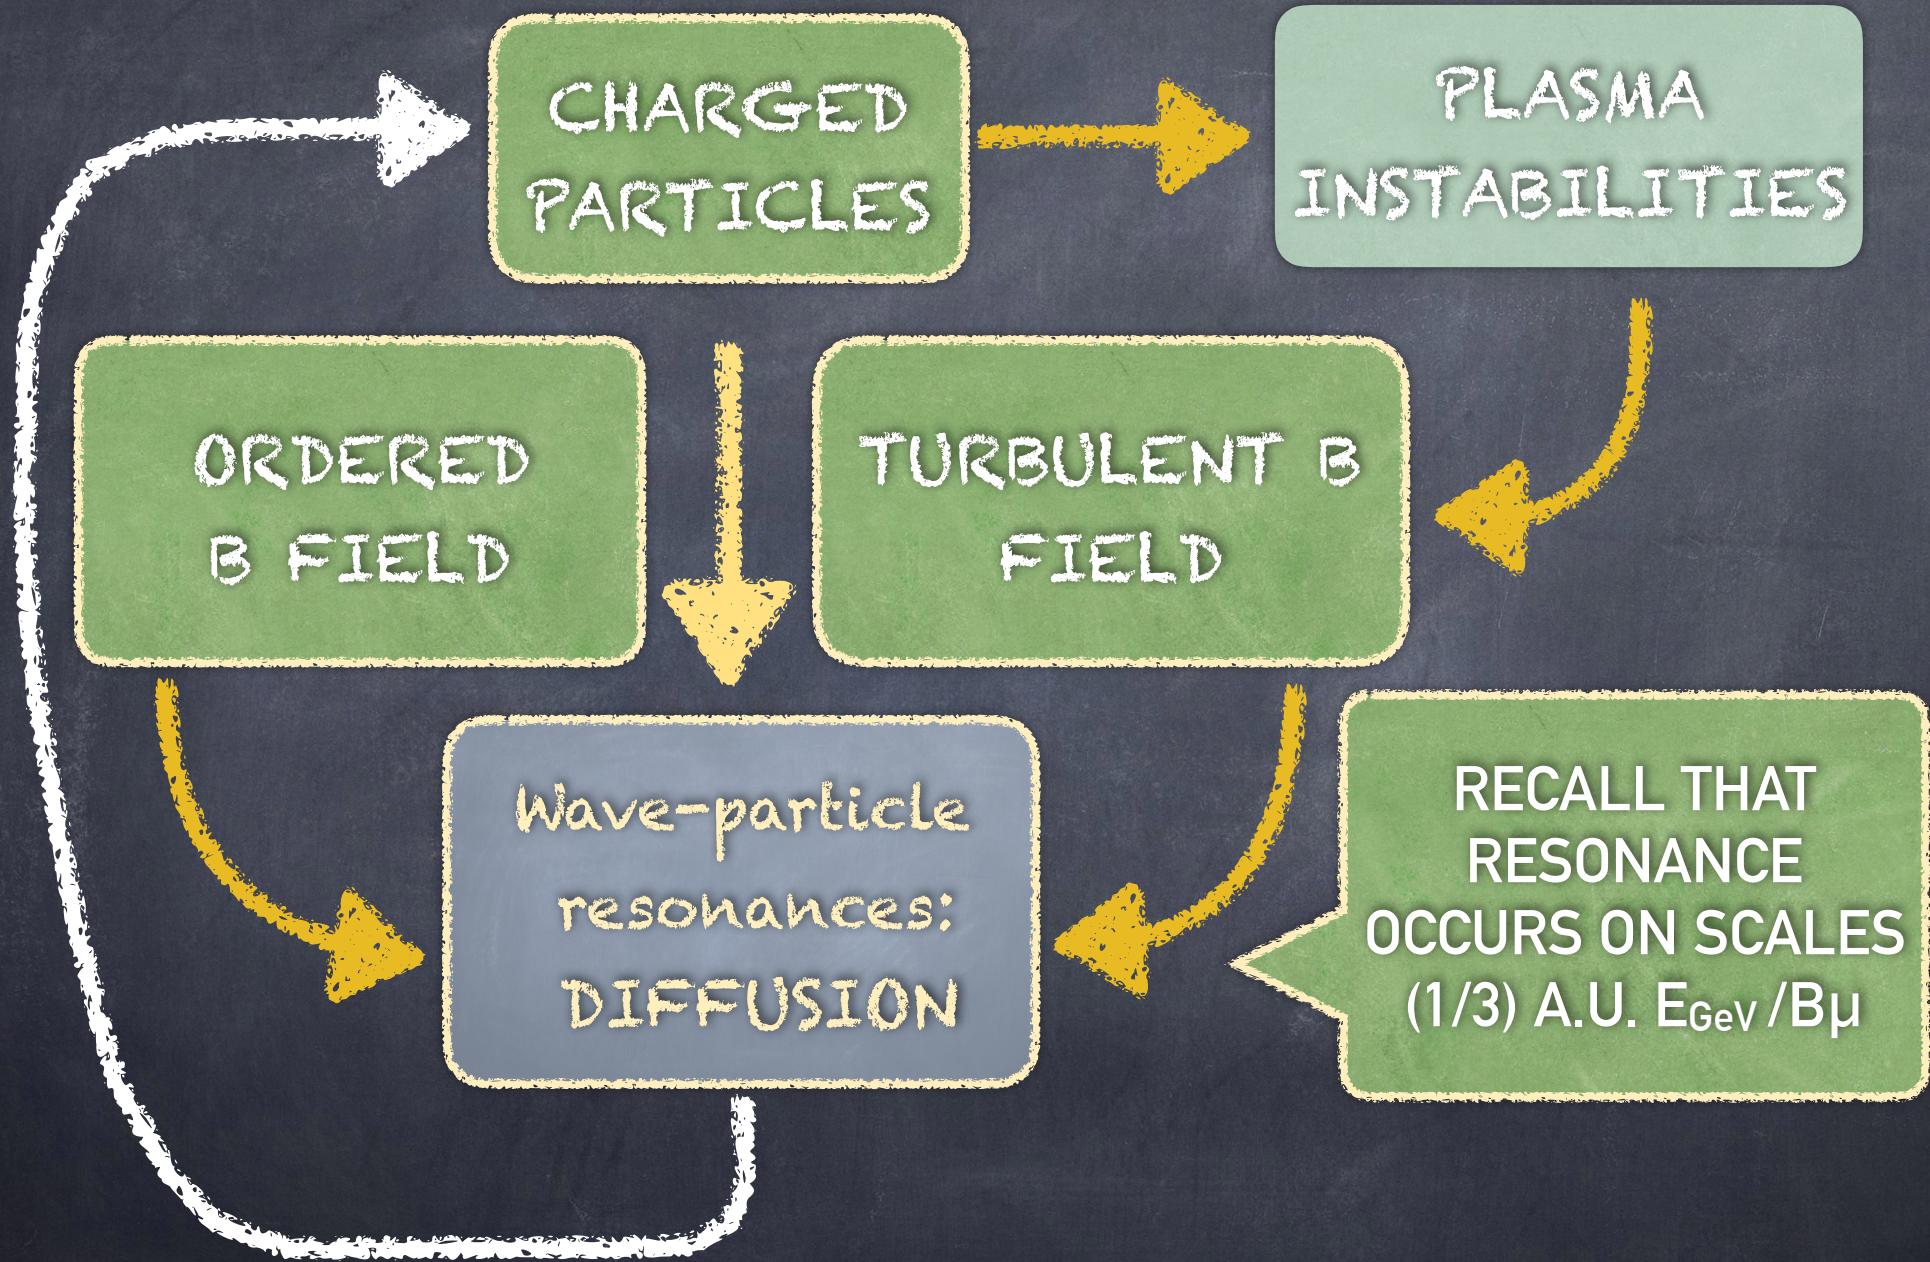 CHARGED
PARTICLES
PLASMA
INSTABILITIES
ORDERED
B FIELD
TURBULENT B
FIELD
Wave-particle
resonances:
DIFFUSION
RECALL THAT
RESONANCE
OCCURS ON SCALES
(1/3) A.U. EGeV /Bμ